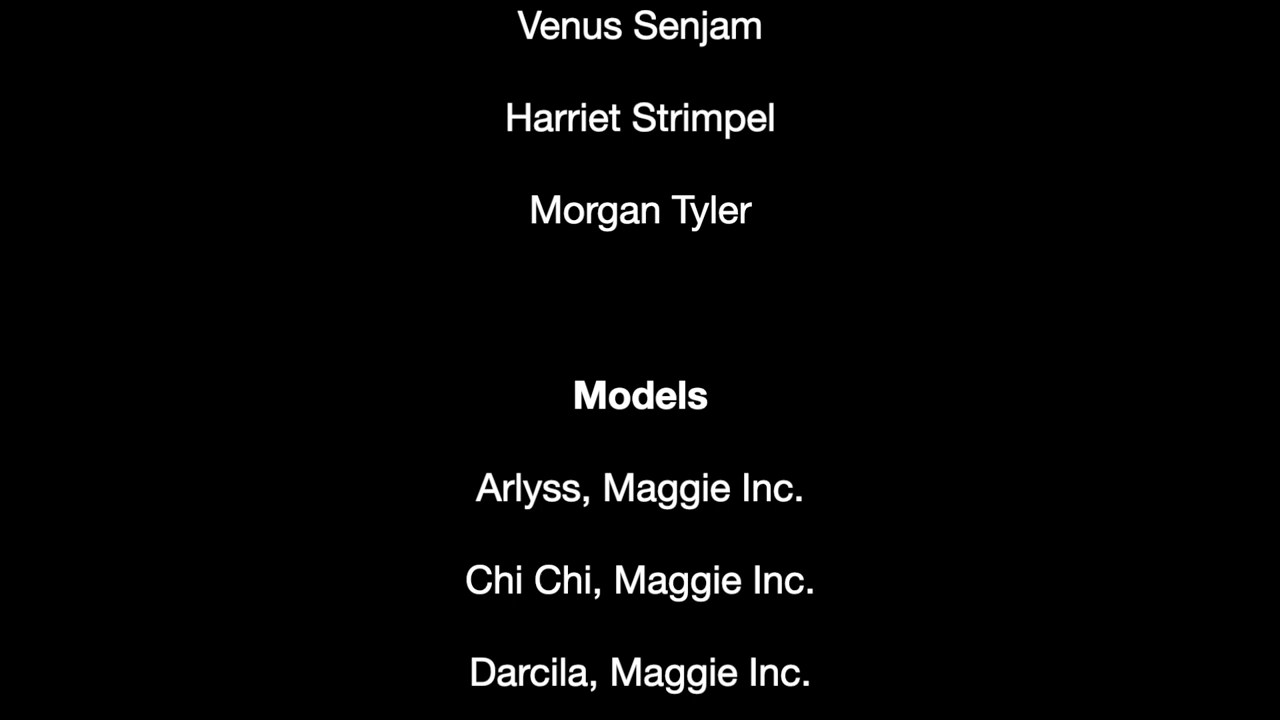 Venus Senjam
Harriet Strimpel
Morgan Tyler
Models
Arlyss, Maggie Inc.
Chi Chi, Maggie Inc.
Darcila, Maggie Inc.